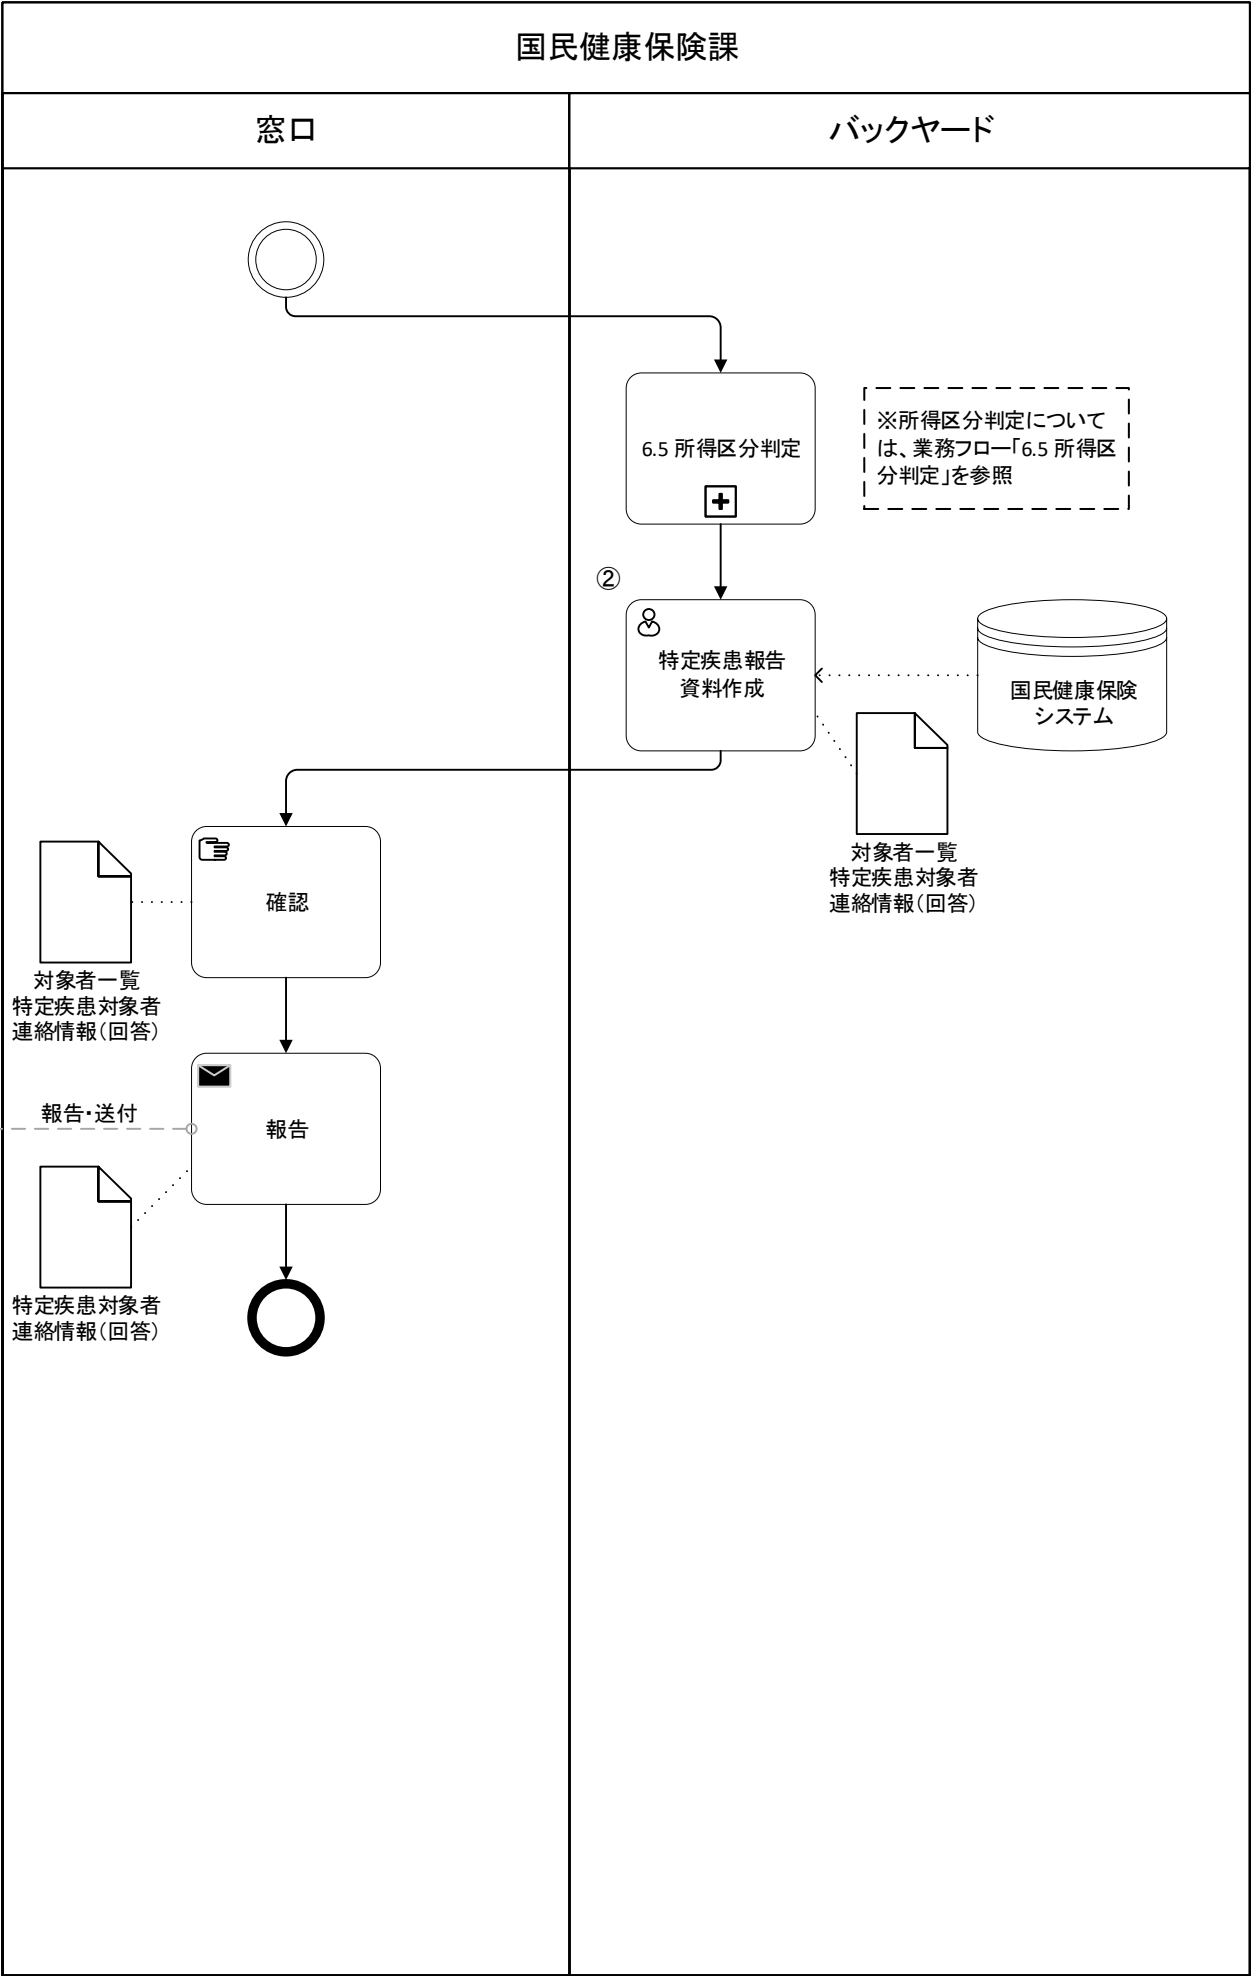 国民健康保険課
窓口
バックヤード
6.5 所得区分判定
※所得区分判定について
は、業務フロー「6.5 所得区
分判定」を参照
②
特定疾患報告
資料作成
国民健康保険
システム
対象者一覧
特定疾患対象者
連絡情報（回答）
確認
対象者一覧
特定疾患対象者
連絡情報（回答）
報告・送付
報告
特定疾患対象者
連絡情報（回答）